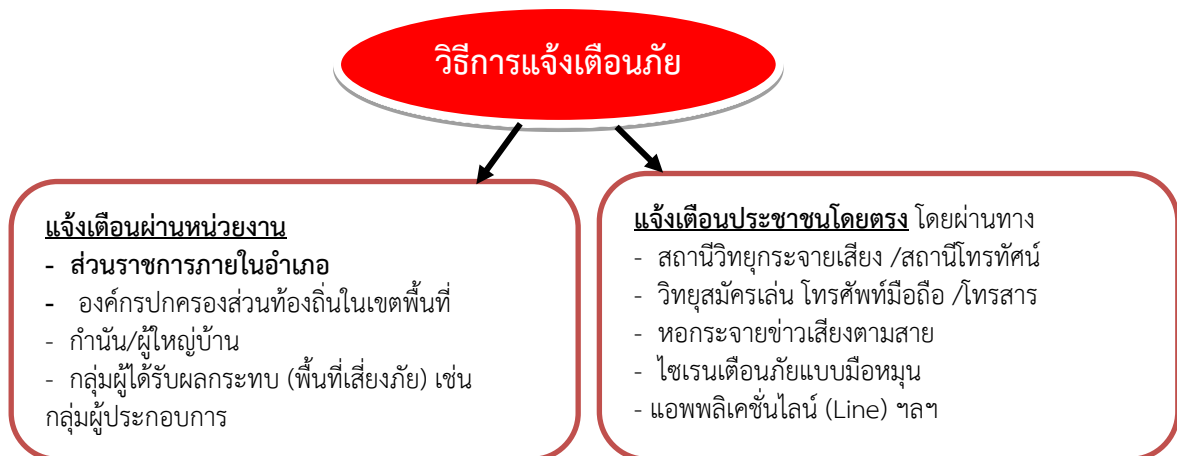 วิธีการแจ้งเตือนภัย
แจ้งเตือนผ่านหน่วยงาน
- ส่วนราชการภายในอำเภอ
- องค์กรปกครองส่วนท้องถิ่นในเขตพื้นที่
- กำนัน/ผู้ใหญ่บ้าน
- กลุ่มผู้ได้รับผลกระทบ (พื้นที่เสี่ยงภัย) เช่น
กลุ่มผู้ประกอบการ
แจ้งเตือนประชาชนโดยตรง โดยผ่านทาง
- สถานีวิทยุกระจายเสียง /สถานีโทรทัศน์
- วิทยุสมัครเล่น โทรศัพท์มือถือ /โทรสาร
- หอกระจายข่าวเสียงตามสาย
- ไซเรนเตือนภัยแบบมือหมุน
- แอพพลิเคชั่นไลน์ (Line) ฯลฯ